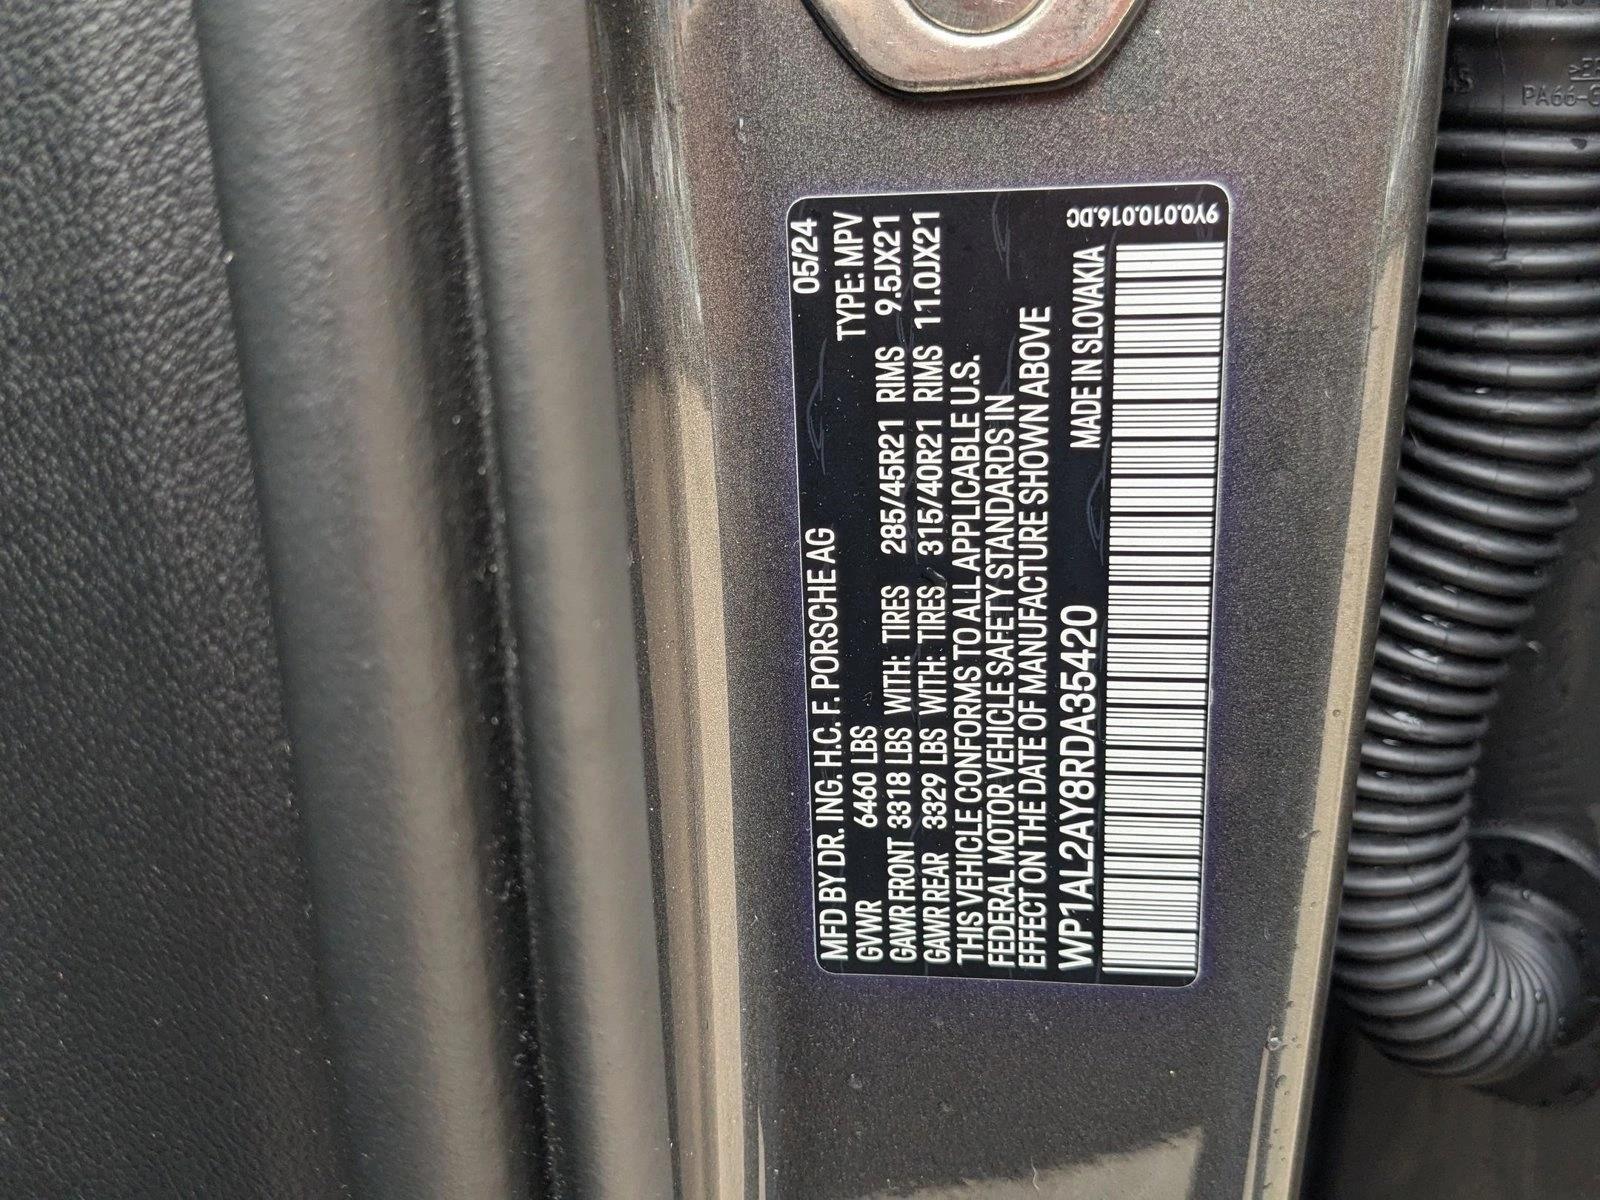 MFD BY DR. ING. H.C. F. PORSCHE AG 05/24
GVWR 6460 LBS TYPE: MPV
GAWR FRONT 3318 LBS WITH: TIRES 285/45R21 RIMS 9.5JX21
GAWR REAR 3329 LBS WITH: TIRES 315/40R21 RIMS 11.0JX21
THIS VEHICLE CONFORMS TO ALL APPLICABLE U.S.
FEDERAL MOTOR VEHICLE SAFETY STANDARDS IN
EFFECT ON THE DATE OF MANUFACTURE SHOWN ABOVE
WP1AL2AY8RDA35420 MADE IN SLOVAKIA
9Y0.010.016.DC